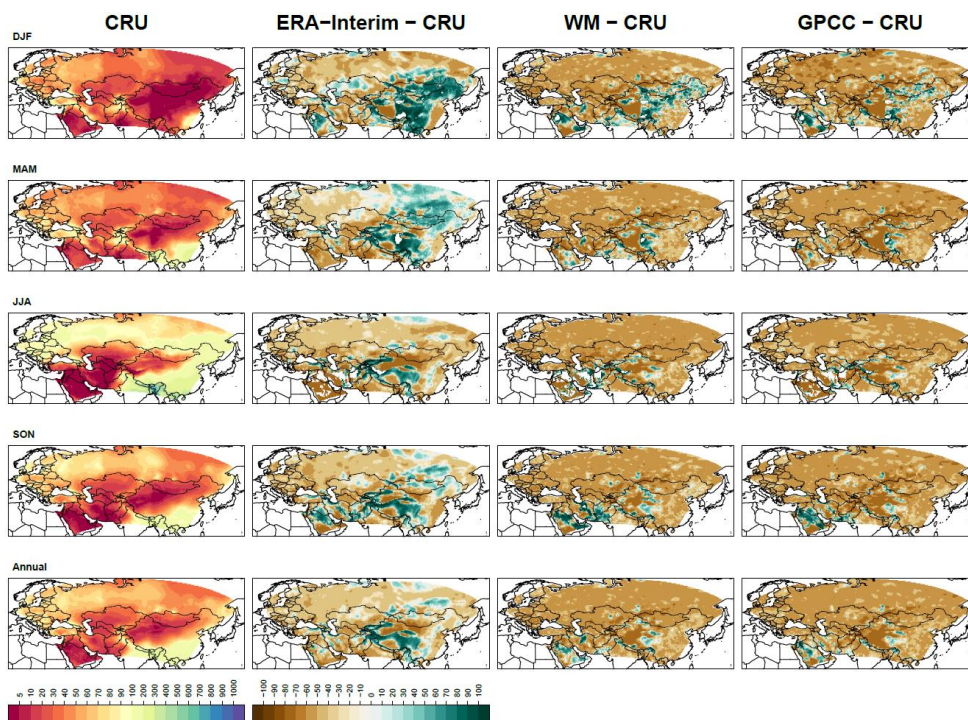 CRU ERA−Interim − CRU WM − CRU GPCC − CRU
DJF
MAM
JJA
SON
Annual
5 10 20 30 40 50 60 70 80 90 100 200 300 400 500 600 700 800 900 1000
−100 −90 −80 −70 −60 −50 −40 −30 −20 −10 0 10 20 30 40 50 60 70 80 90 100